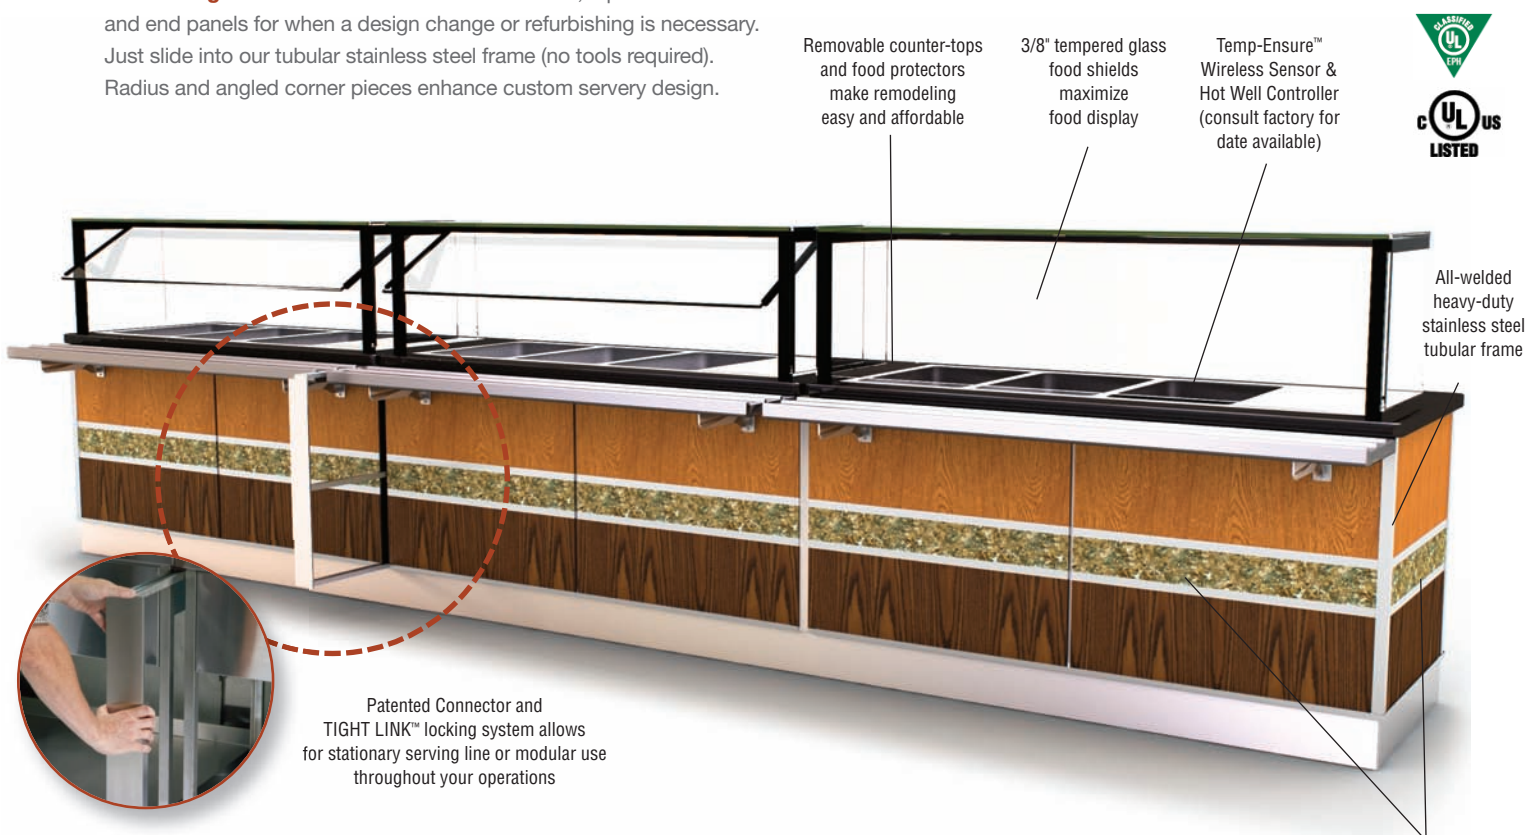 and end panels for when a design change or refurbishing is necessary.
Just slide into our tubular stainless steel frame (no tools required).
Radius and angled corner pieces enhance custom servery design.
Removable counter-tops
and food protectors
make remodeling
easy and affordable
3/8" tempered glass
food shields
maximize
food display
Temp-Ensure™
Wireless Sensor &
Hot Well Controller
(consult factory for
date available)
CLASSIFIED
UL
®
EPH
C UL US
®
LISTED
All-welded
heavy-duty
stainless steel
tubular frame
Patented Connector and
TIGHT LINK™ locking system allows
for stationary serving line or modular use
throughout your operations